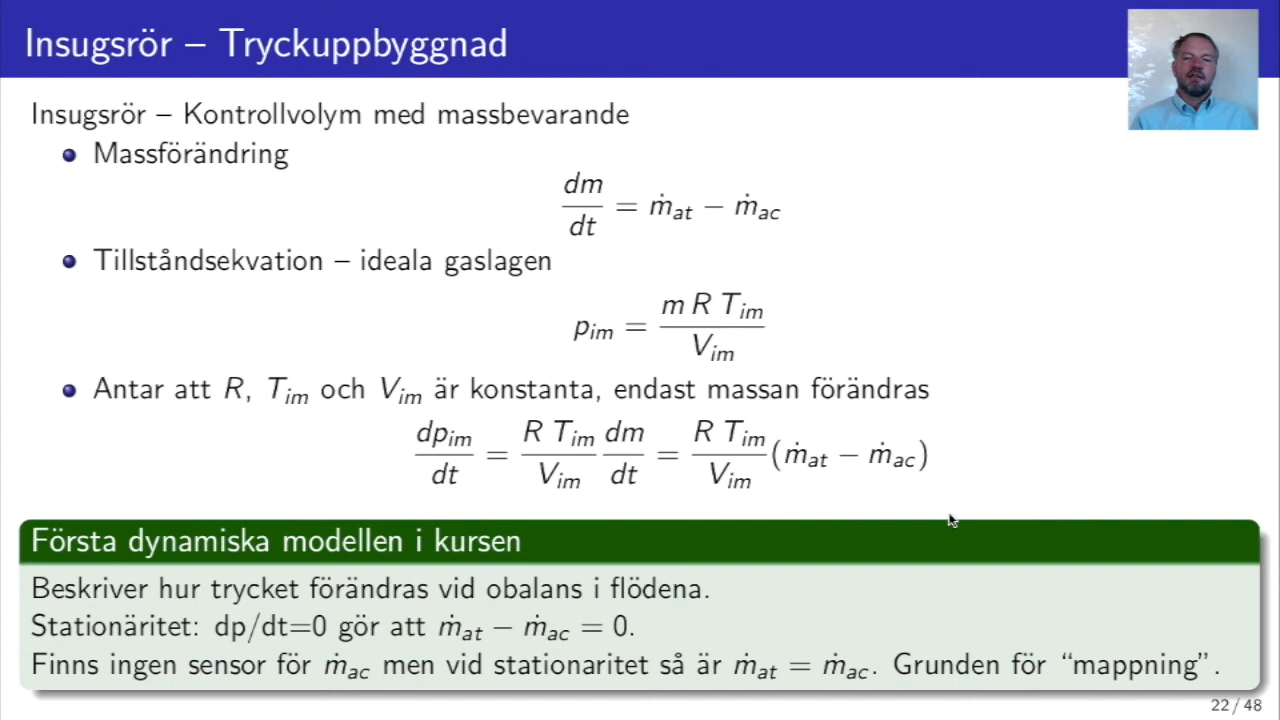 Insugsrör – Tryckuppbyggnad
Insugsrör – Kontrollvolym med massbevarande
Massförändring
dm/dt = ṁ_at − ṁ_ac
Tillståndsekvation – ideala gaslagen
p_im = m R T_im / V_im
Antar att R, T_im och V_im är konstanta, endast massan förändras
dp_im/dt = R T_im/V_im dm/dt = R T_im/V_im (ṁ_at − ṁ_ac)
Första dynamiska modellen i kursen
Beskriver hur trycket förändras vid obalans i flödena.
Stationäritet: dp/dt=0 gör att ṁ_at − ṁ_ac = 0.
Finns ingen sensor för ṁ_ac men vid stationaritet så är ṁ_at = ṁ_ac. Grunden för “mappning”.
22 / 48